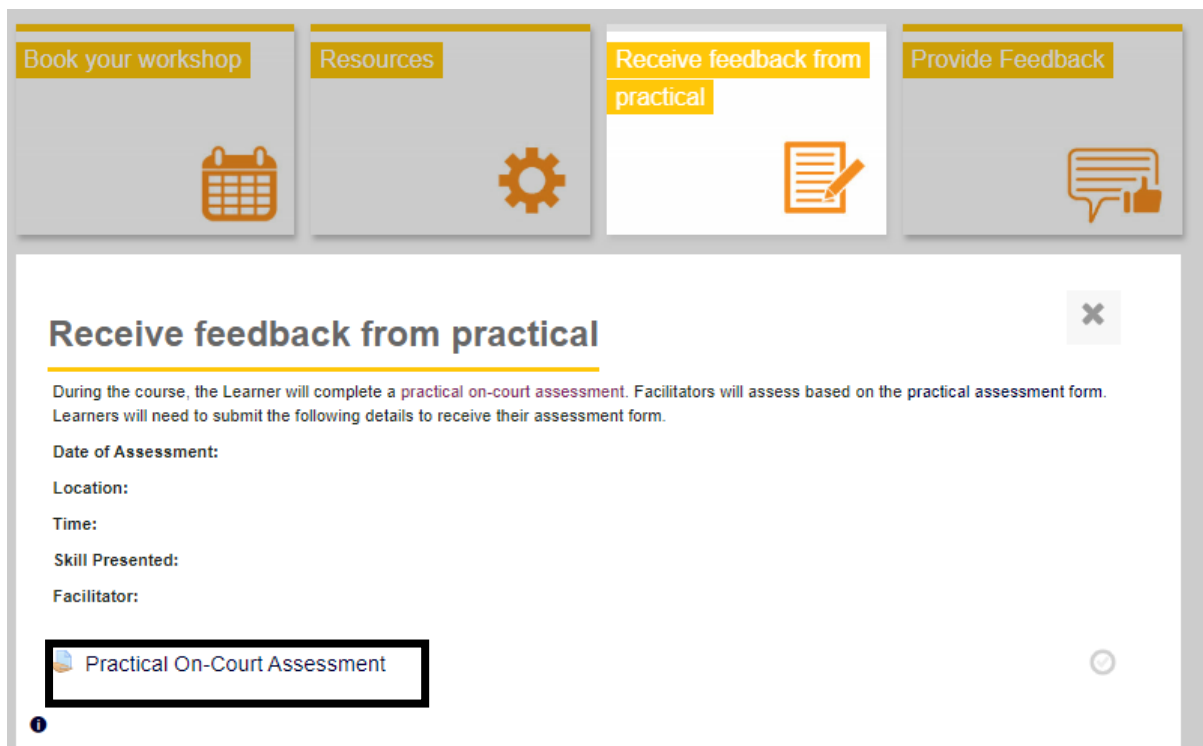 Book your workshop
Resources
Receive feedback from
practical
Provide Feedback
Receive feedback from practical
During the course, the Learner will complete a practical on-court assessment. Facilitators will assess based on the practical assessment form.
Learners will need to submit the following details to receive their assessment form.
Date of Assessment:
Location:
Time:
Skill Presented:
Facilitator:
Practical On-Court Assessment